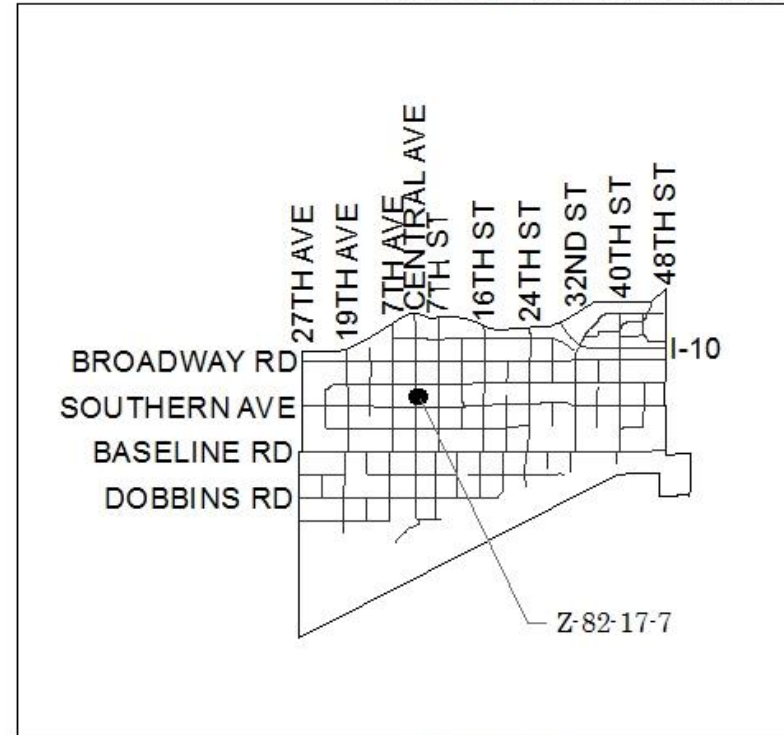 27TH AVE
19TH AVE
7TH AVE
CENTRAL AVE
7TH ST
16TH ST
24TH ST
32ND ST
40TH ST
48TH ST
I-10
BROADWAY RD
SOUTHERN AVE
BASELINE RD
DOBBINS RD
Z-82-17-7